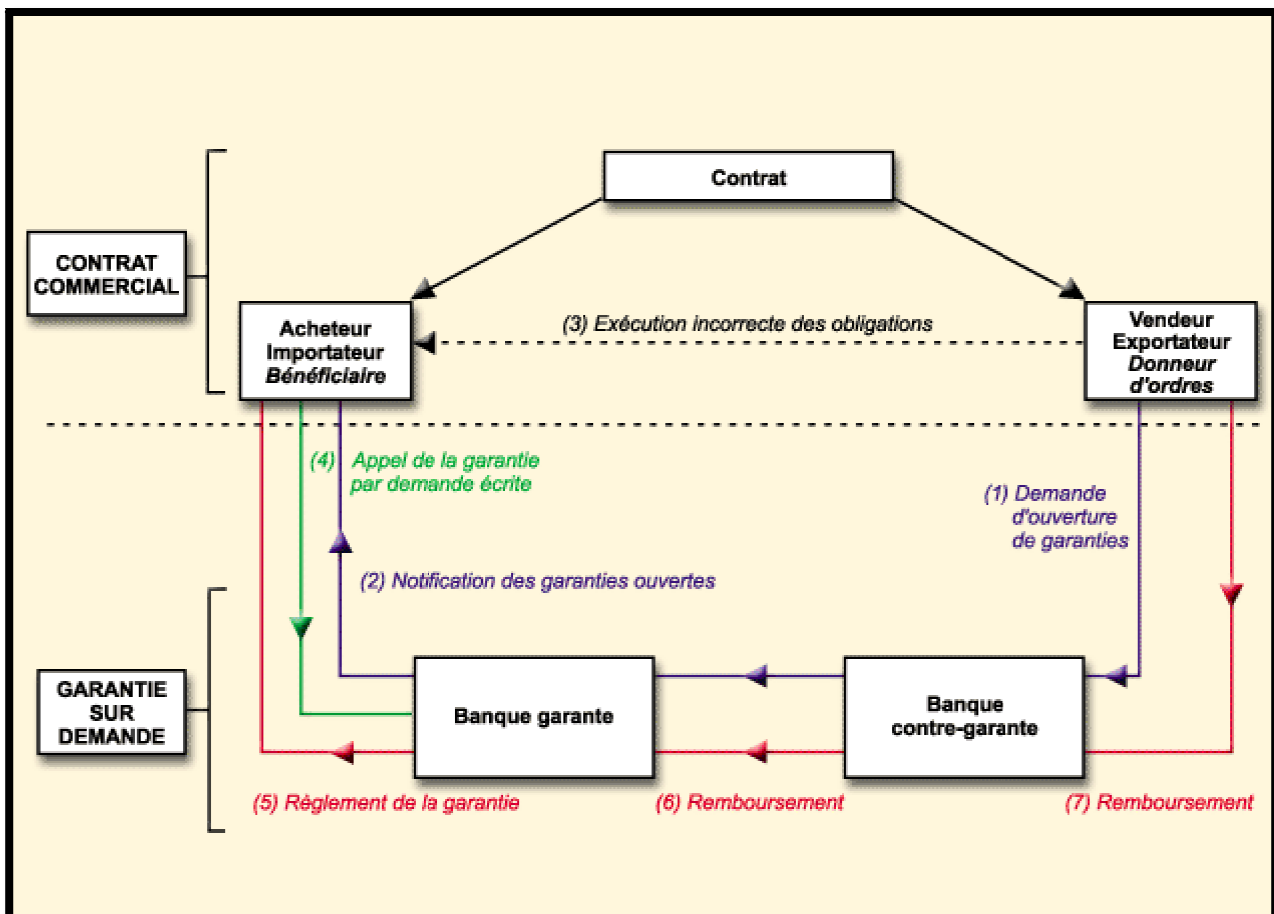 Contrat
CONTRAT
COMMERCIAL
Acheteur
Importateur
Bénéficiaire
(3) Exécution incorrecte des obligations
Vendeur
Exportateur
Donneur
d'ordres
(4) Appel de la garantie
par demande écrite
(1) Demande
d'ouverture
de garanties
(2) Notification des garanties ouvertes
GARANTIE
SUR
DEMANDE
Banque garante
Banque
contre-garante
(5) Règlement de la garantie
(6) Remboursement
(7) Remboursement